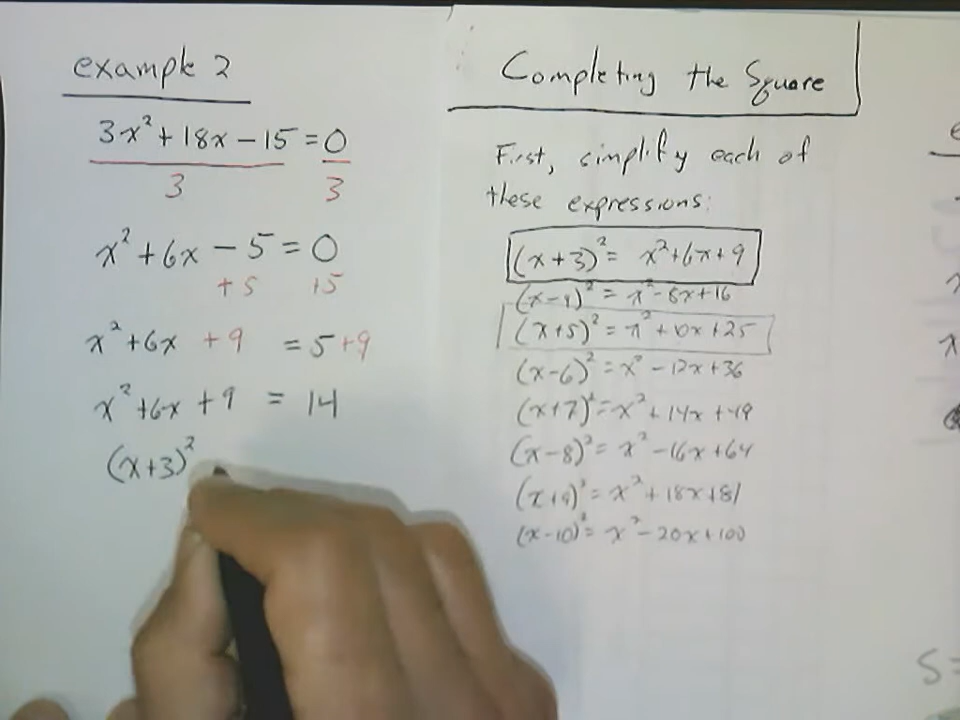 example 2
3x² + 18x - 15 = 0
3 3
x² + 6x - 5 = 0
+5 +5
x² + 6x + 9 = 5 + 9
x² + 6x + 9 = 14
(x+3)²
Completing the Square
First, simplify each of
these expressions:
(x+3)² = x²+6x+9
(x-4)² = x²-8x+16
(x+5)² = x²+10x+25
(x-6)² = x²-12x+36
(x+7)² = x²+14x+49
(x-8)² = x²-16x+64
(x+9)² = x²+18x+81
(x-10)² = x²-20x+100
S=